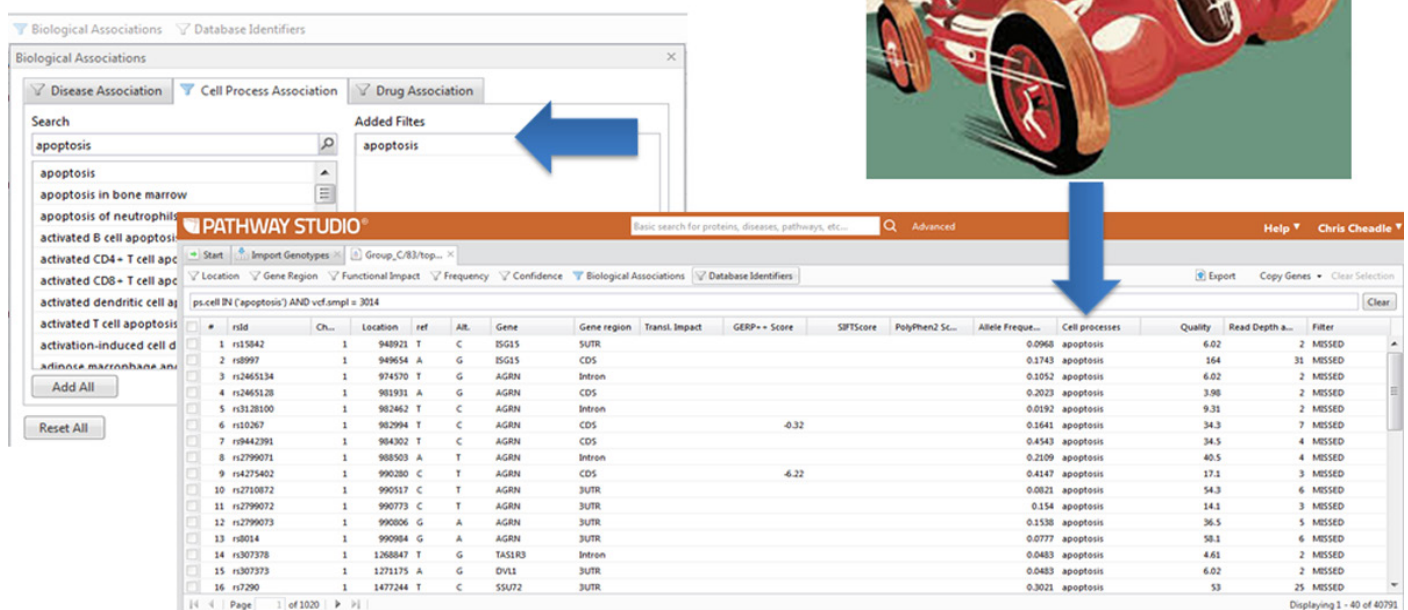 Biological Associations Database Identifiers
Biological Associations
Disease Association Cell Process Association Drug Association
Search Added Filtes
apoptosis apoptosis
apoptosis
apoptosis in bone marrow
apoptosis of neutrophils
activated B cell apoptosi
activated CD4+ T cell apo
activated CD8+ T cell apo
activated dendritic cell a
activated T cell apoptosis
activation-induced cell d
adipose macrophage an
Add All
Reset All
PATHWAY STUDIO® Basic search for proteins, diseases, pathways, etc... Advanced Help Chris Cheadle
Start Import Genotypes Group_C/83/top...
Location Gene Region Functional Impact Frequency Confidence Biological Associations Database Identifiers Export Copy Genes Clear Selection
ps.cell IN ('apoptosis') AND vcf.smpl = 3014 Clear
# rsId Ch... Location ref Alt. Gene Gene region Transl. Impact GERP++ Score SIFTScore PolyPhen2 Sc... Allele Freque... Cell processes Quality Read Depth a... Filter
1 rs15842 1 948921 T C ISG15 5UTR 0.0968 apoptosis 6.02 2 MISSED
2 rs8997 1 949654 A G ISG15 CDS 0.1743 apoptosis 164 31 MISSED
3 rs2465134 1 974570 T G AGRN Intron 0.1052 apoptosis 6.02 2 MISSED
4 rs2465128 1 981931 A G AGRN CDS 0.2023 apoptosis 3.98 2 MISSED
5 rs3128100 1 982462 T C AGRN Intron 0.0192 apoptosis 9.31 2 MISSED
6 rs10267 1 982994 T C AGRN CDS -0.32 0.1641 apoptosis 34.3 7 MISSED
7 rs9442391 1 984302 T C AGRN CDS 0.4543 apoptosis 34.5 4 MISSED
8 rs2799071 1 988503 A T AGRN Intron 0.2109 apoptosis 40.5 4 MISSED
9 rs4275402 1 990280 C T AGRN CDS -6.22 0.4147 apoptosis 17.1 3 MISSED
10 rs2710872 1 990517 C T AGRN 3UTR 0.0821 apoptosis 54.3 6 MISSED
11 rs2799072 1 990773 C T AGRN 3UTR 0.154 apoptosis 14.1 3 MISSED
12 rs2799073 1 990806 G A AGRN 3UTR 0.1538 apoptosis 36.5 5 MISSED
13 rs8014 1 990984 G A AGRN 3UTR 0.0777 apoptosis 58.1 6 MISSED
14 rs307378 1 1268847 T G TAS1R3 Intron 0.0483 apoptosis 4.61 2 MISSED
15 rs307373 1 1271175 A G DVL1 3UTR 0.0483 apoptosis 6.02 2 MISSED
16 rs7290 1 1477244 T C SSU72 3UTR 0.3021 apoptosis 53 25 MISSED
Page 1 of 1020 Displaying 1 - 40 of 40791